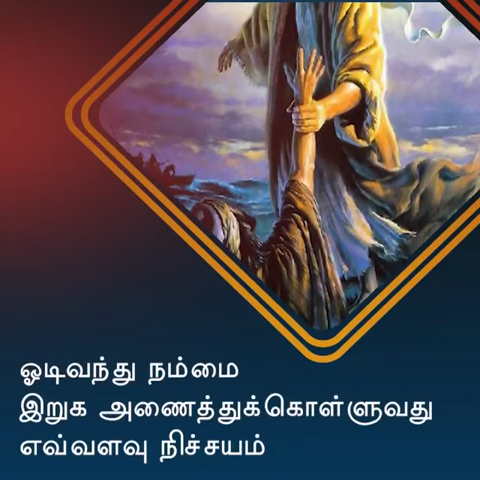 ஓடிவந்து நம்மை
இறுக அணைத்துக்கொள்ளுவது
எவ்வளவு நிச்சயம்